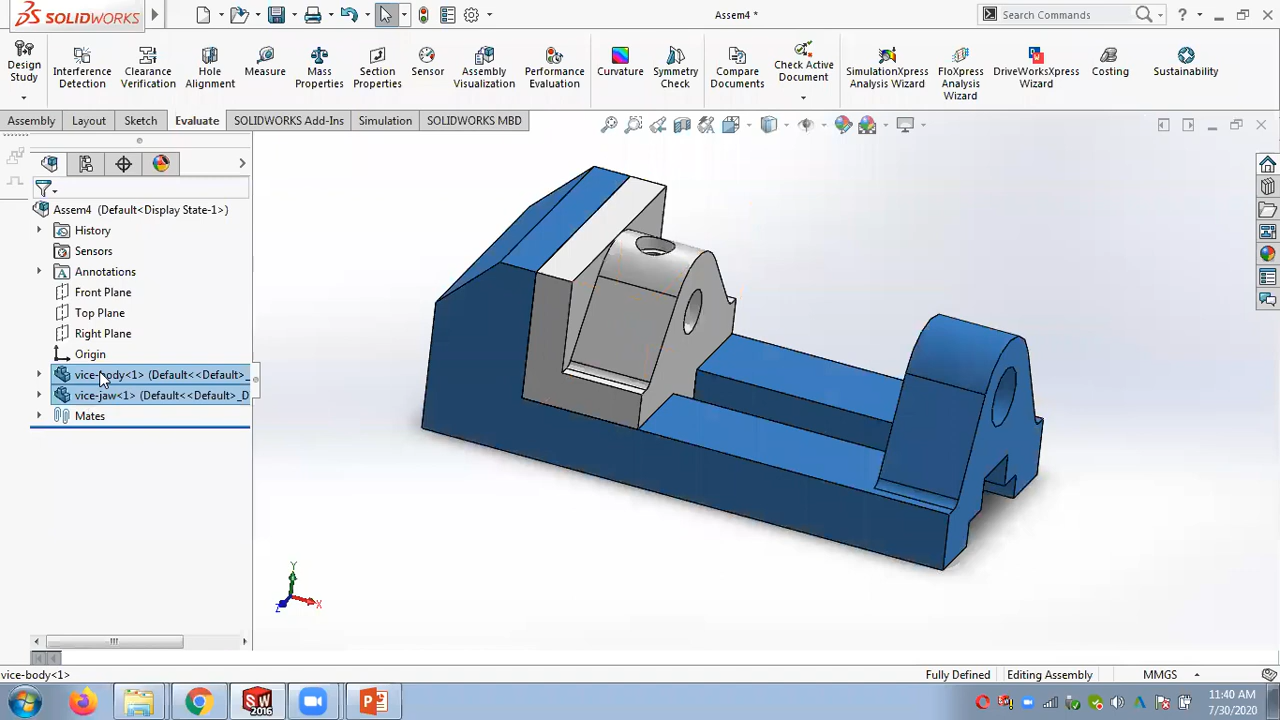 SOLIDWORKS
Assem4 *
Search Commands
Design Study
Interference Detection
Clearance Verification
Hole Alignment
Measure
Mass Properties
Section Properties
Sensor
Assembly Visualization
Performance Evaluation
Curvature
Symmetry Check
Compare Documents
Check Active Document
SimulationXpress Analysis Wizard
FloXpress Analysis Wizard
DriveWorksXpress Wizard
Costing
Sustainability
Assembly
Layout
Sketch
Evaluate
SOLIDWORKS Add-Ins
Simulation
SOLIDWORKS MBD
Assem4 (Default<Display State-1>)
History
Sensors
Annotations
Front Plane
Top Plane
Right Plane
Origin
vice-body<1> (Default<<Default>_
vice-jaw<1> (Default<<Default>_D
Mates
Y
X
Z
vice-body<1>
Fully Defined
Editing Assembly
MMGS
SW
2016
11:40 AM
7/30/2020